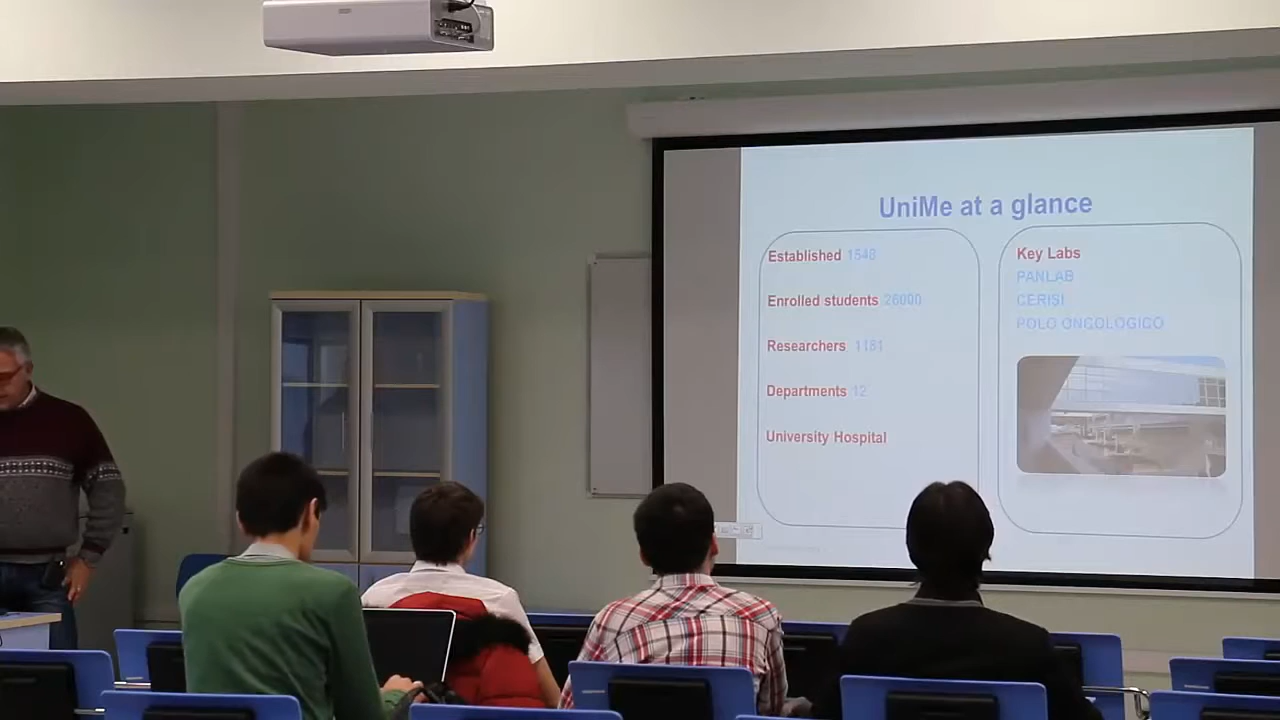 UniMe at a glance
Established 1548
Enrolled students 26000
Researchers 1181
Departments 12
University Hospital
Key Labs
PANLAB
CERISI
POLO ONCOLOGICO